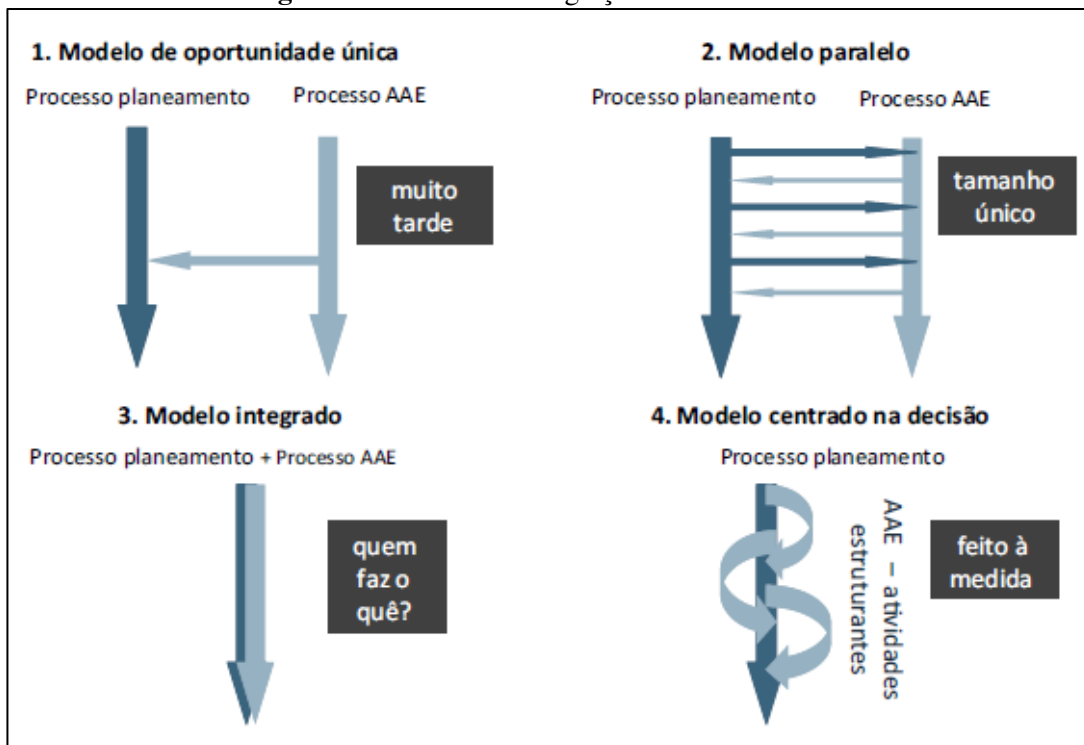 1. Modelo de oportunidade única
Processo planeamento
Processo AAE
muito
tarde
2. Modelo paralelo
Processo planeamento
Processo AAE
tamanho
único
3. Modelo integrado
Processo planeamento + Processo AAE
quem
faz o
quê?
4. Modelo centrado na decisão
Processo planeamento
AAE – atividades
estruturantes
feito à
medida